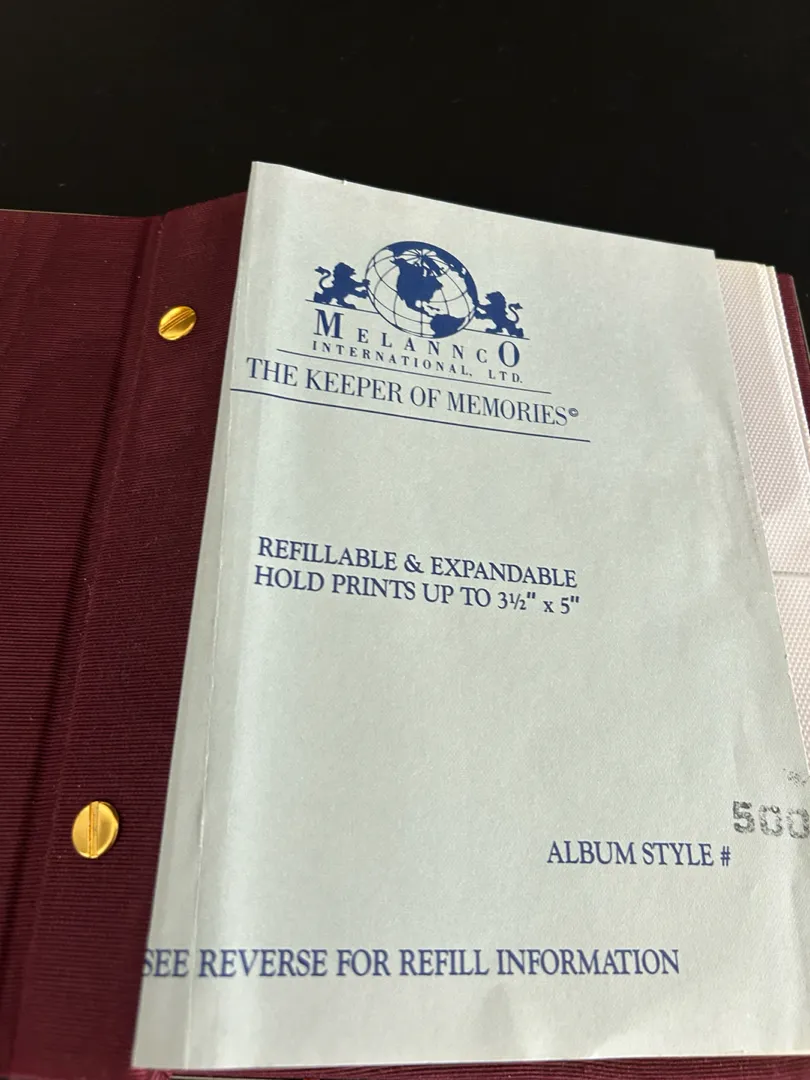 MELANNCO
INTERNATIONAL, LTD.
THE KEEPER OF MEMORIES©
REFILLABLE & EXPANDABLE
HOLD PRINTS UP TO 3½" x 5"
500
ALBUM STYLE #
SEE REVERSE FOR REFILL INFORMATION